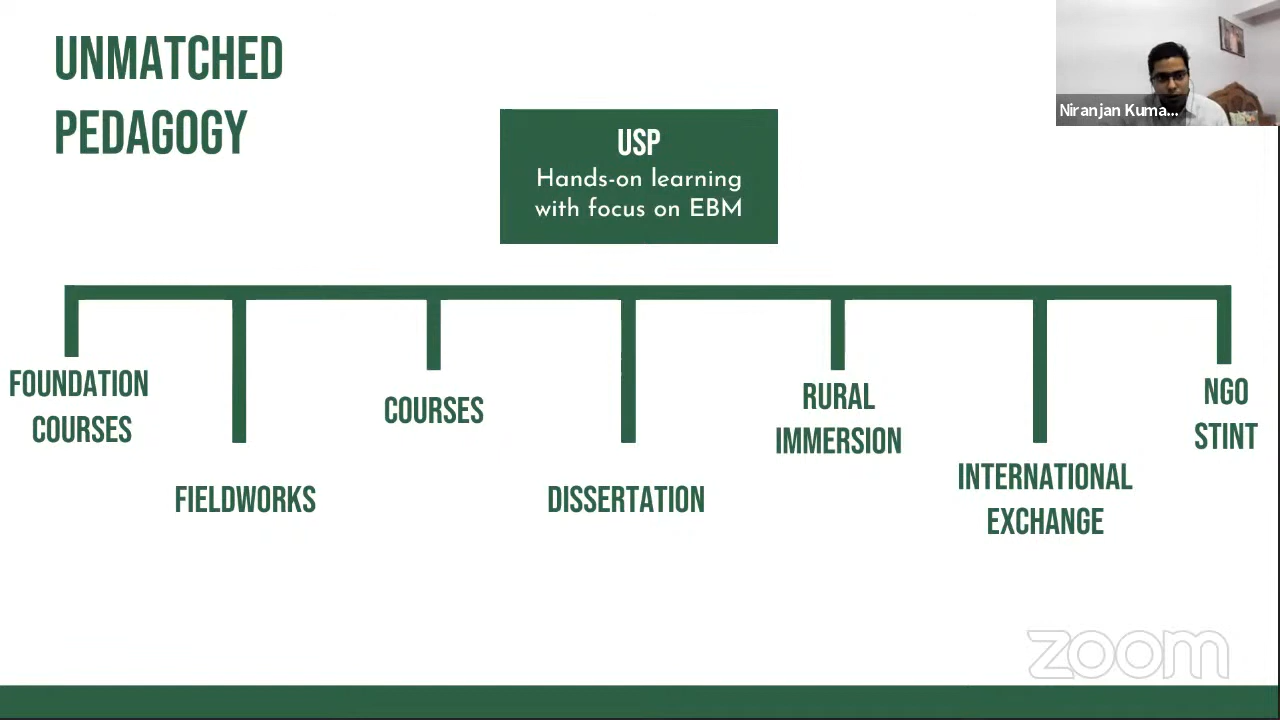 UNMATCHED
PEDAGOGY
Niranjan Kuma...
USP
Hands-on learning
with focus on EBM
FOUNDATION
COURSES
FIELDWORKS
COURSES
DISSERTATION
RURAL
IMMERSION
INTERNATIONAL
EXCHANGE
NGO
STINT
zoom